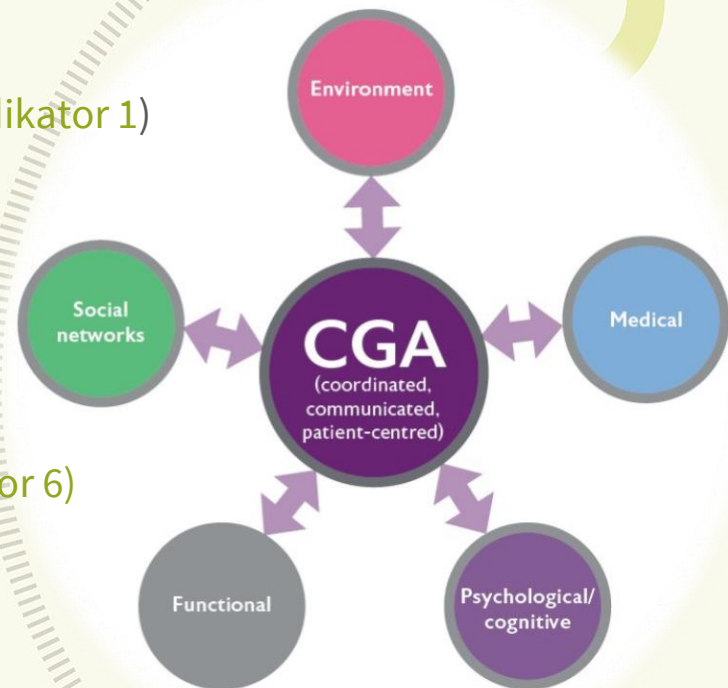 Environment
likator 1)
Social
networks
Medical
CGA
(coordinated,
communicated,
patient-centred)
or 6)
Functional
Psychological/
cognitive